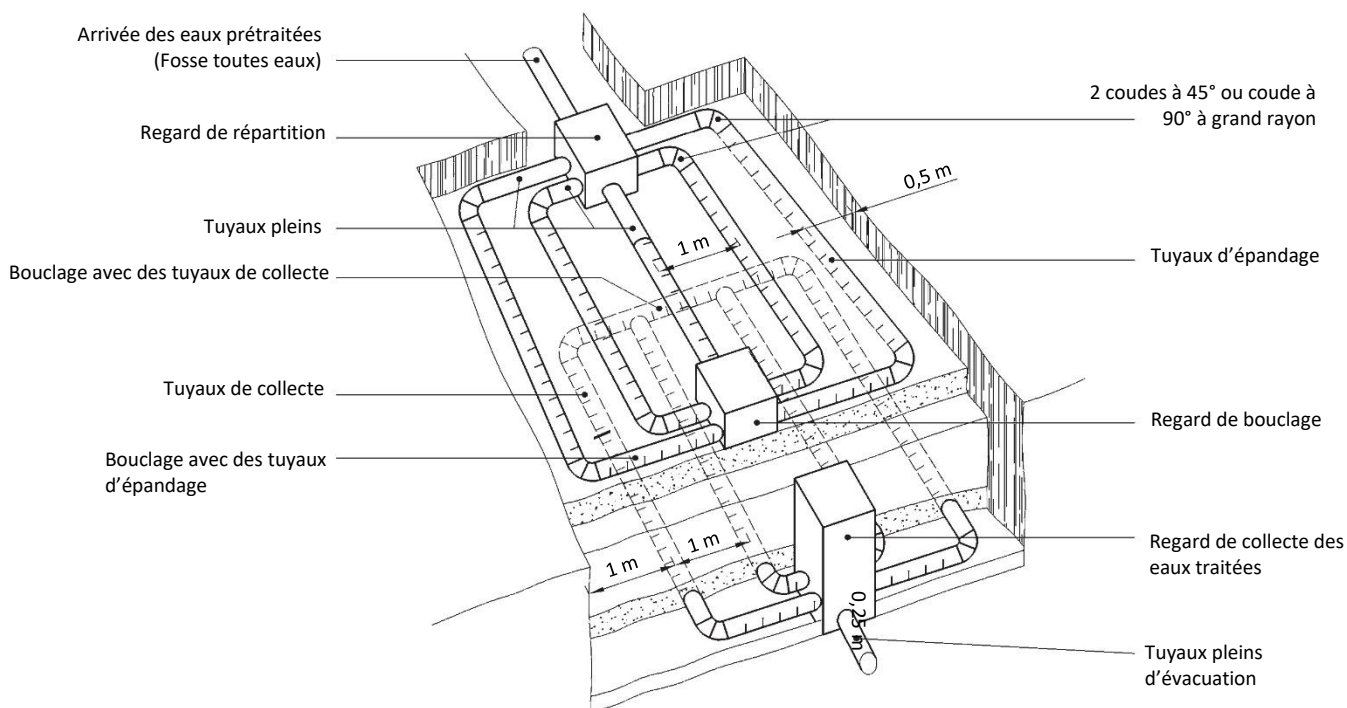 Arrivée des eaux prétraitées
(Fosse toutes eaux)
2 coudes à 45° ou coude à
90° à grand rayon
Regard de répartition
0,5 m
Tuyaux pleins
1 m
Tuyaux d'épandage
Bouclage avec des tuyaux de collecte
Tuyaux de collecte
Regard de bouclage
Bouclage avec des tuyaux
d'épandage
1 m
1 m
Regard de collecte des
eaux traitées
0,25 m
Tuyaux pleins
d'évacuation